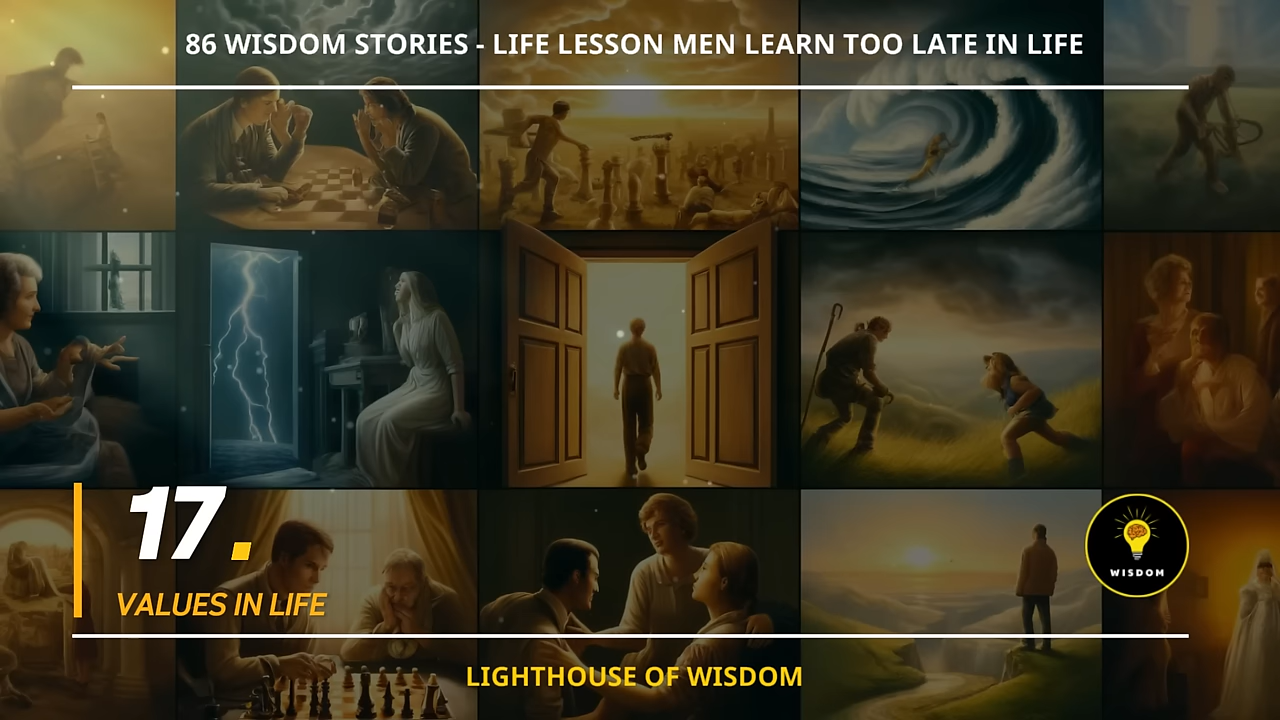 86 WISDOM STORIES - LIFE LESSON MEN LEARN TOO LATE IN LIFE
17.
VALUES IN LIFE
WISDOM
LIGHTHOUSE OF WISDOM